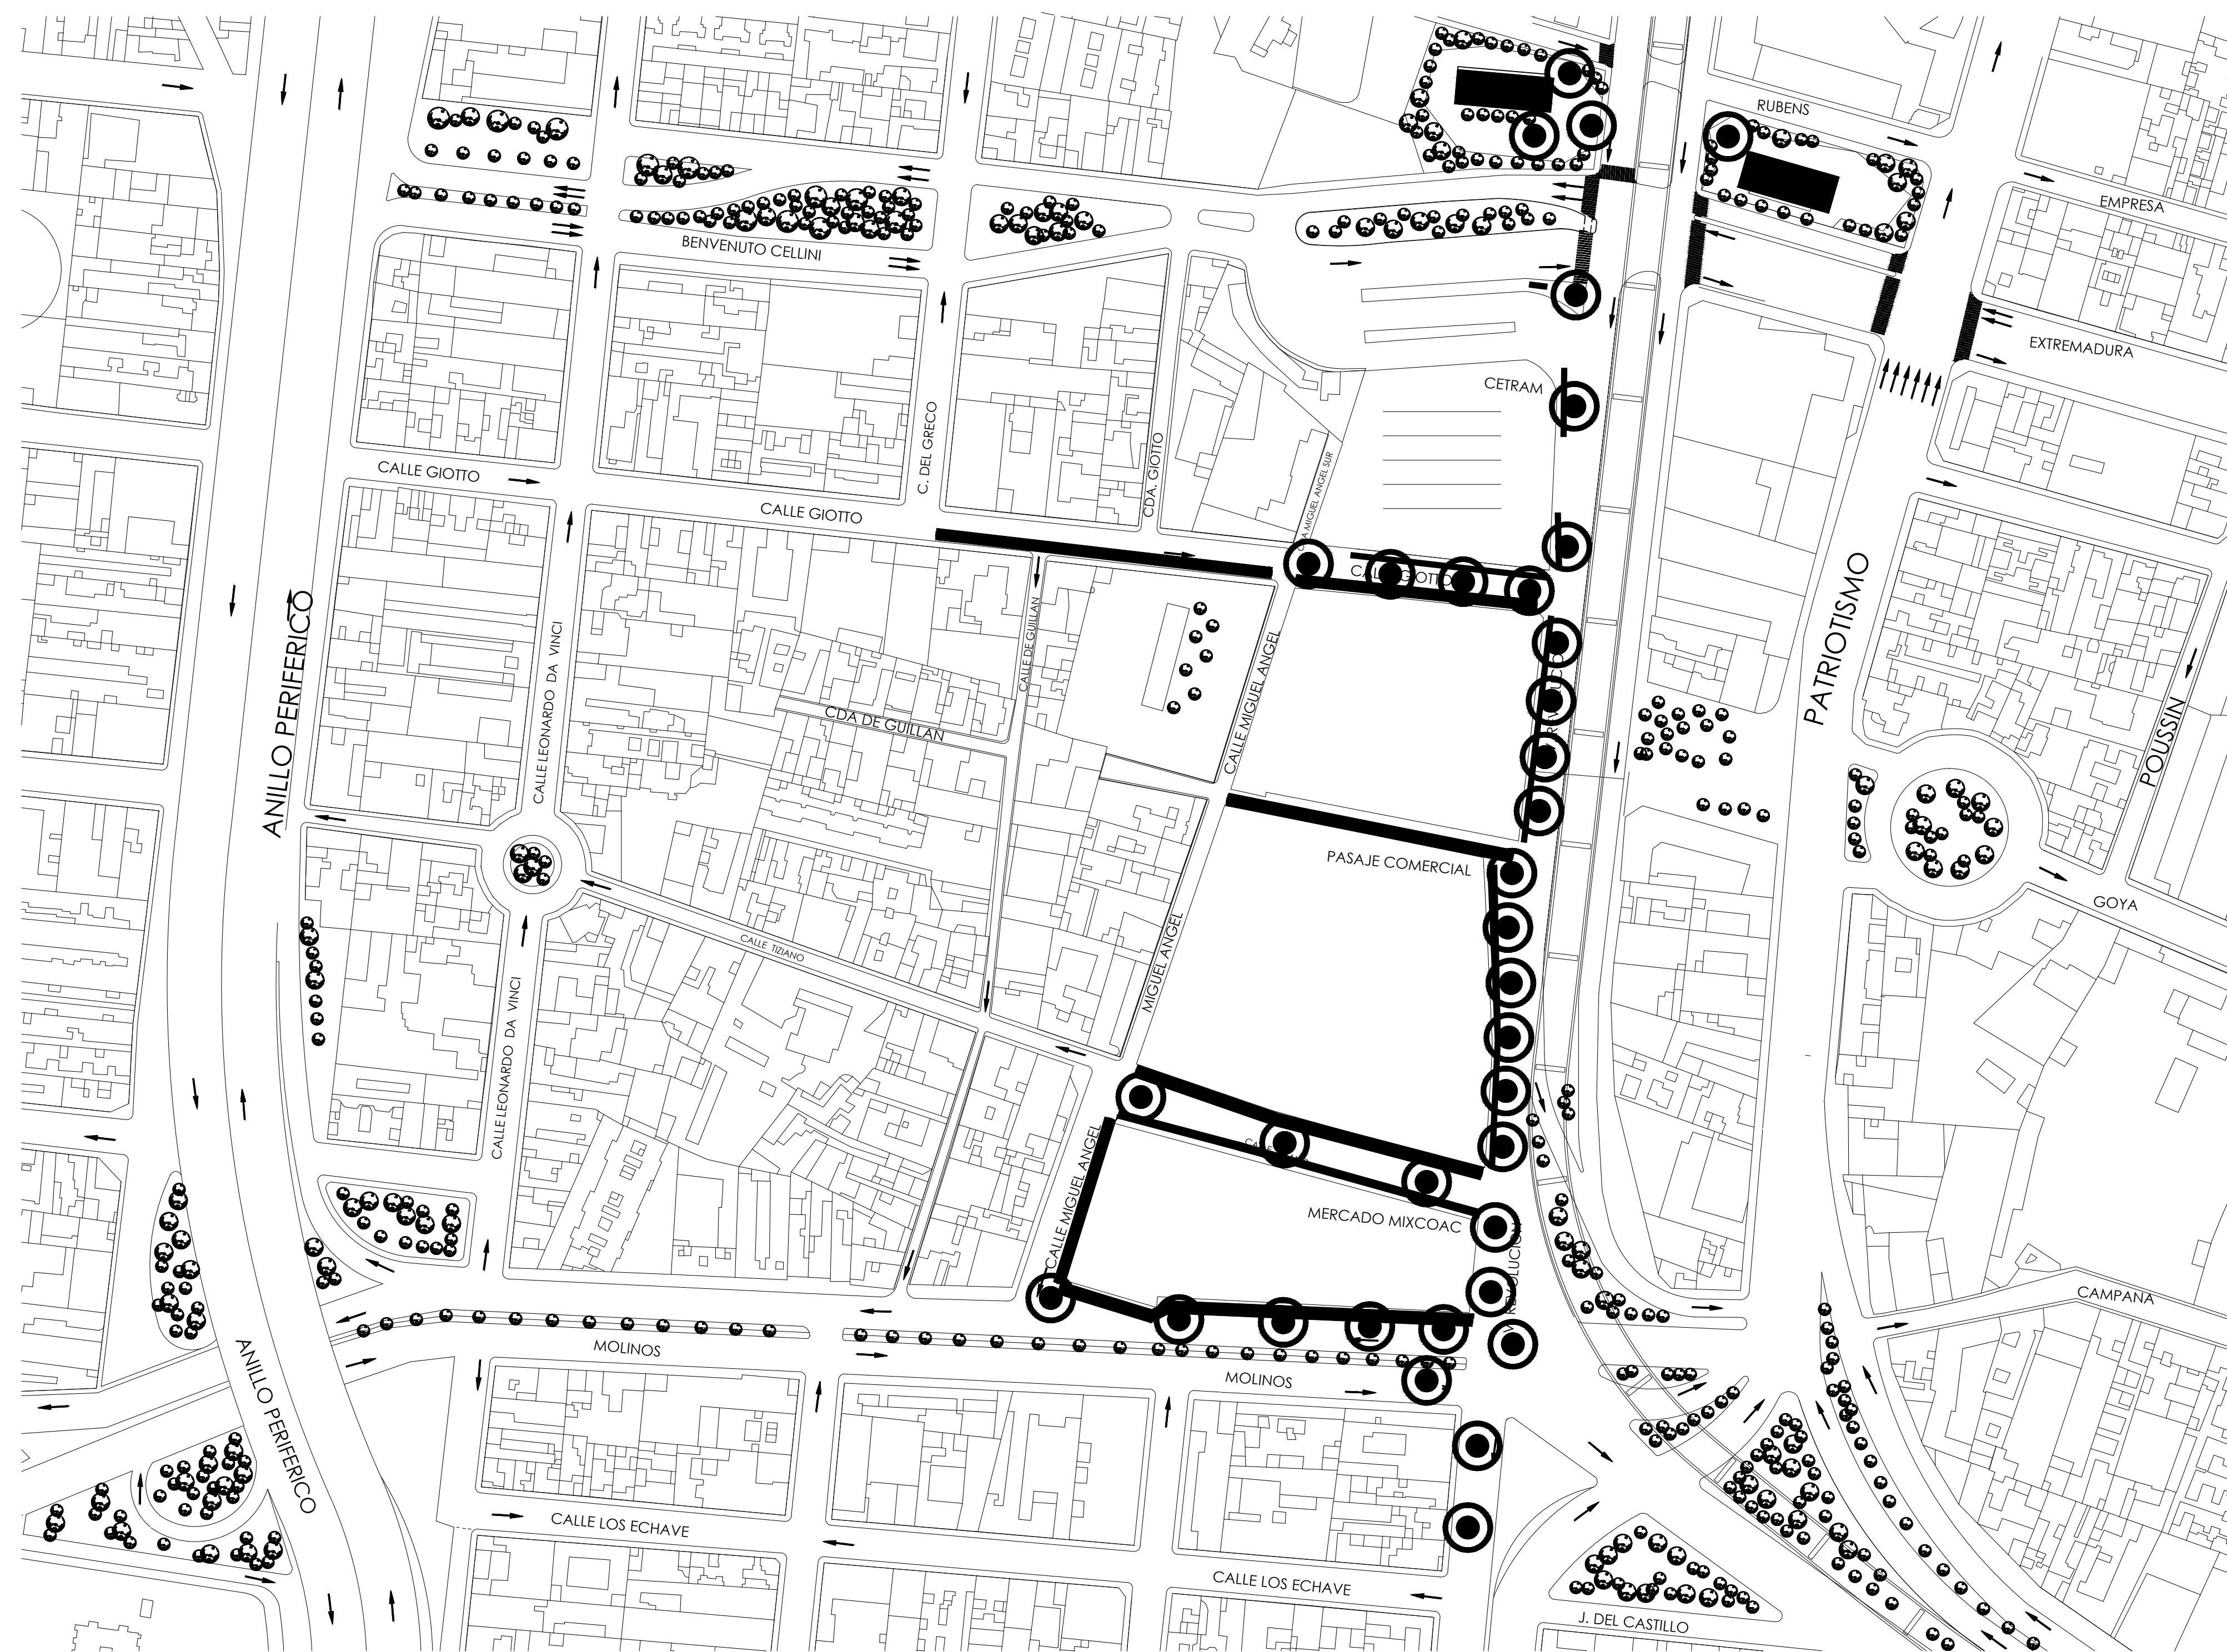 RUBENS
EMPRESA
BENVENUTO CELLINI
EXTREMADURA
CETRAM
C. DEL GRECO
CDA. GIOTTO
CALLE GIOTTO
CALLE GIOTTO
MIGUEL ANGEL SUR
GIOTTO
ANILLO PERIFERICO
CALLE LEONARDO DA VINCI
CALLE DE GUILLAN
CALLE MIGUEL ANGEL
PATRIOTISMO
POUSSIN
CDA DE GUILLAN
PASAJE COMERCIAL
GOYA
CALLE TIZIANO
MIGUEL ANGEL
CALLE LEONARDO DA VINCI
CALLE MIGUEL ANGEL
MERCADO MIXCOAC
REVOLUCION
CAMPANA
MOLINOS
MOLINOS
ANILLO PERIFERICO
CALLE LOS ECHAVE
CALLE LOS ECHAVE
J. DEL CASTILLO